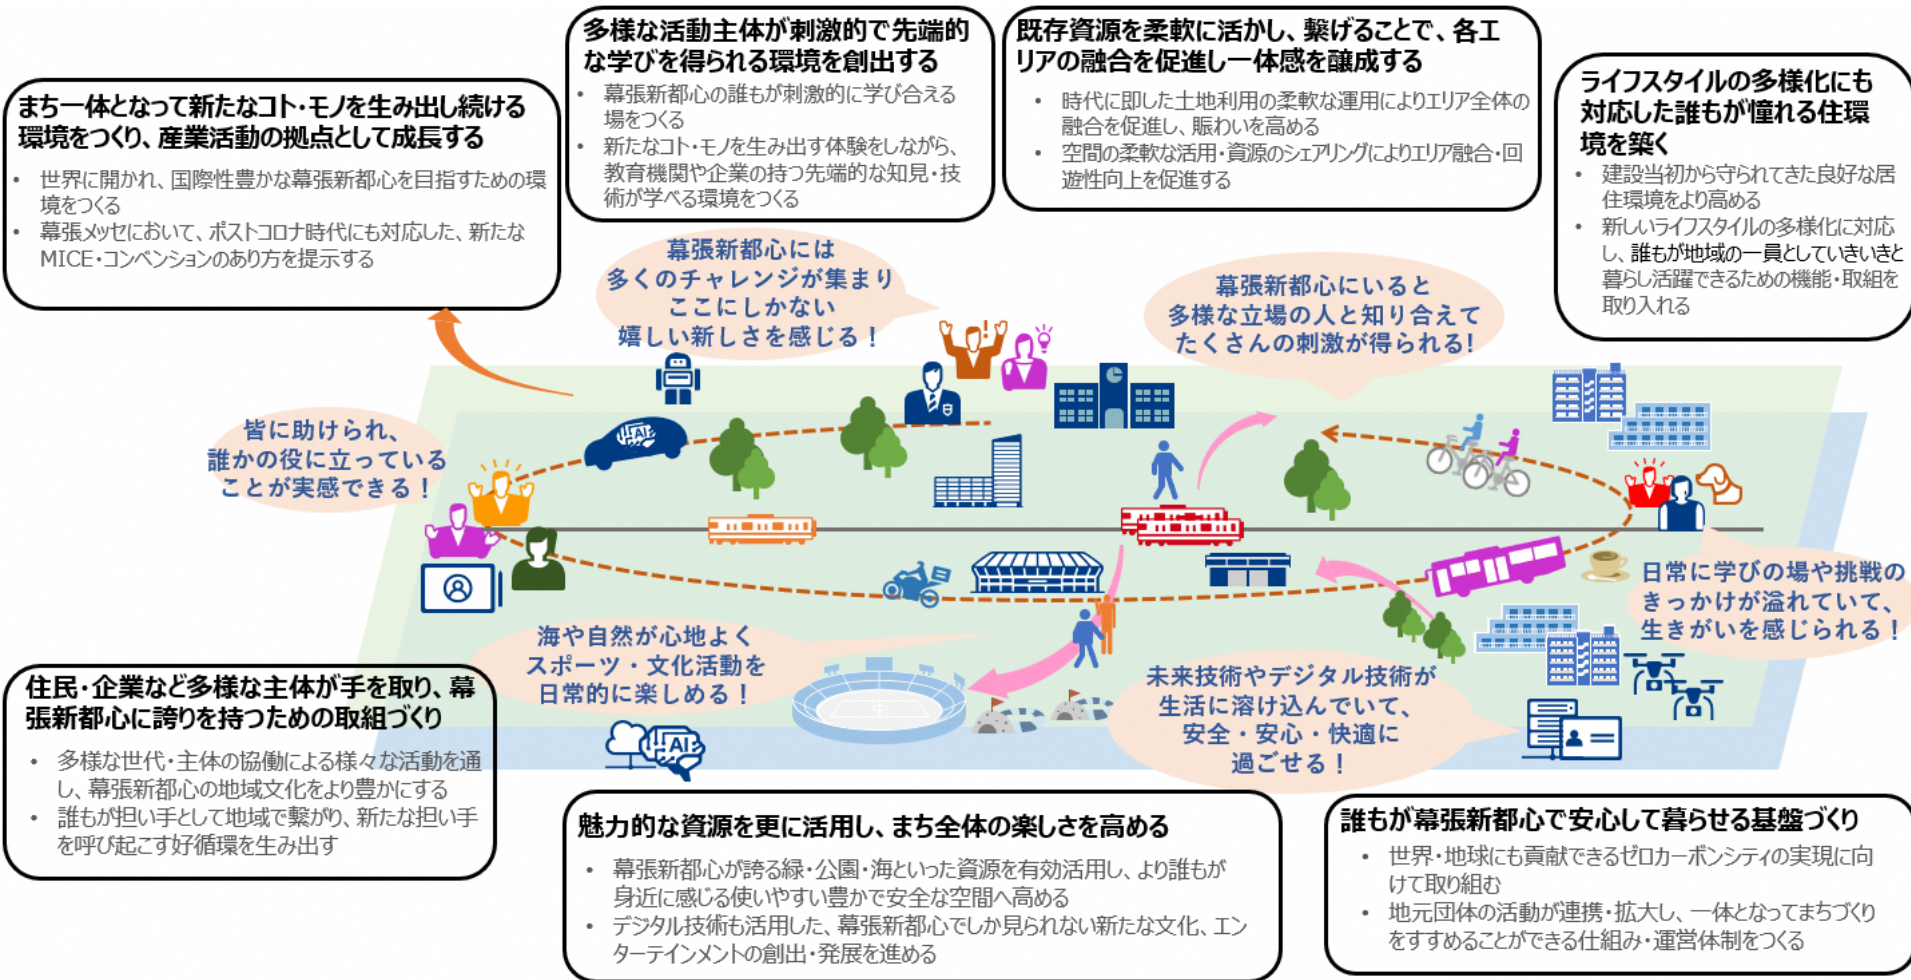 まち一体となって新たなコト・モノを生み出し続ける
環境をつくり、産業活動の拠点として成長する
• 世界に開かれ、国際性豊かな幕張新都心を目指すための環
境をつくる
• 幕張メッセにおいて、ポストコロナ時代にも対応した、新たな
MICE・コンベンションのあり方を提示する
多様な活動主体が刺激的で先端的
な学びを得られる環境を創出する
• 幕張新都心の誰もが刺激的に学び合える
場をつくる
• 新たなコト・モノを生み出す体験をしながら、
教育機関や企業の持つ先端的な知見・技
術が学べる環境をつくる
既存資源を柔軟に活かし、繋げることで、各エ
リアの融合を促進し一体感を醸成する
• 時代に即した土地利用の柔軟な運用によりエリア全体の
融合を促進し、賑わいを高める
• 空間の柔軟な活用・資源のシェアリングによりエリア融合・回
遊性向上を促進する
ライフスタイルの多様化にも
対応した誰もが憧れる住環
境を築く
• 建設当初から守られてきた良好な居
住環境をより高める
• 新しいライフスタイルの多様化に対応
し、誰もが地域の一員としていきいきと
暮らし活躍できるための機能・取組を
取り入れる
幕張新都心には
多くのチャレンジが集まり
ここにしかない
嬉しい新しさを感じる！
幕張新都心にいると
多様な立場の人と知り合えて
たくさんの刺激が得られる!
皆に助けられ、
誰かの役に立っている
ことが実感できる！
AI
日常に学びの場や挑戦の
きっかけが溢れていて、
生きがいを感じられる！
海や自然が心地よく
スポーツ・文化活動を
日常的に楽しめる！
未来技術やデジタル技術が
生活に溶け込んでいて、
安全・安心・快適に
過ごせる！
AI
住民・企業など多様な主体が手を取り、幕
張新都心に誇りを持つための取組づくり
• 多様な世代・主体の協働による様々な活動を通
し、幕張新都心の地域文化をより豊かにする
• 誰もが担い手として地域で繋がり、新たな担い手
を呼び起こす好循環を生み出す
魅力的な資源を更に活用し、まち全体の楽しさを高める
• 幕張新都心が誇る緑・公園・海といった資源を有効活用し、より誰もが
身近に感じる使いやすい豊かで安全な空間へ高める
• デジタル技術も活用した、幕張新都心でしか見られない新たな文化、エン
ターテインメントの創出・発展を進める
誰もが幕張新都心で安心して暮らせる基盤づくり
• 世界・地球にも貢献できるゼロカーボンシティの実現に向
けて取り組む
• 地元団体の活動が連携・拡大し、一体となってまちづくり
をすすめることができる仕組み・運営体制をつくる